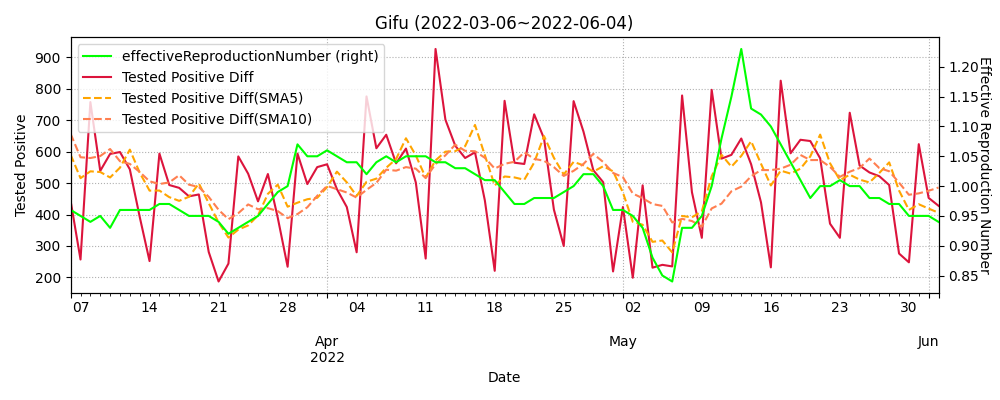 Gifu (2022-03-06~2022-06-04)
effectiveReproductionNumber (right)
Tested Positive Diff
Tested Positive Diff(SMA5)
Tested Positive Diff(SMA10)
Tested Positive
900
800
700
600
500
400
300
200
1.20
1.15
1.10
1.05
1.00
0.95
0.90
0.85
Effective Reproduction Number
07 14 21 28 04 11 18 25 02 09 16 23 30
Apr May Jun
2022
Date